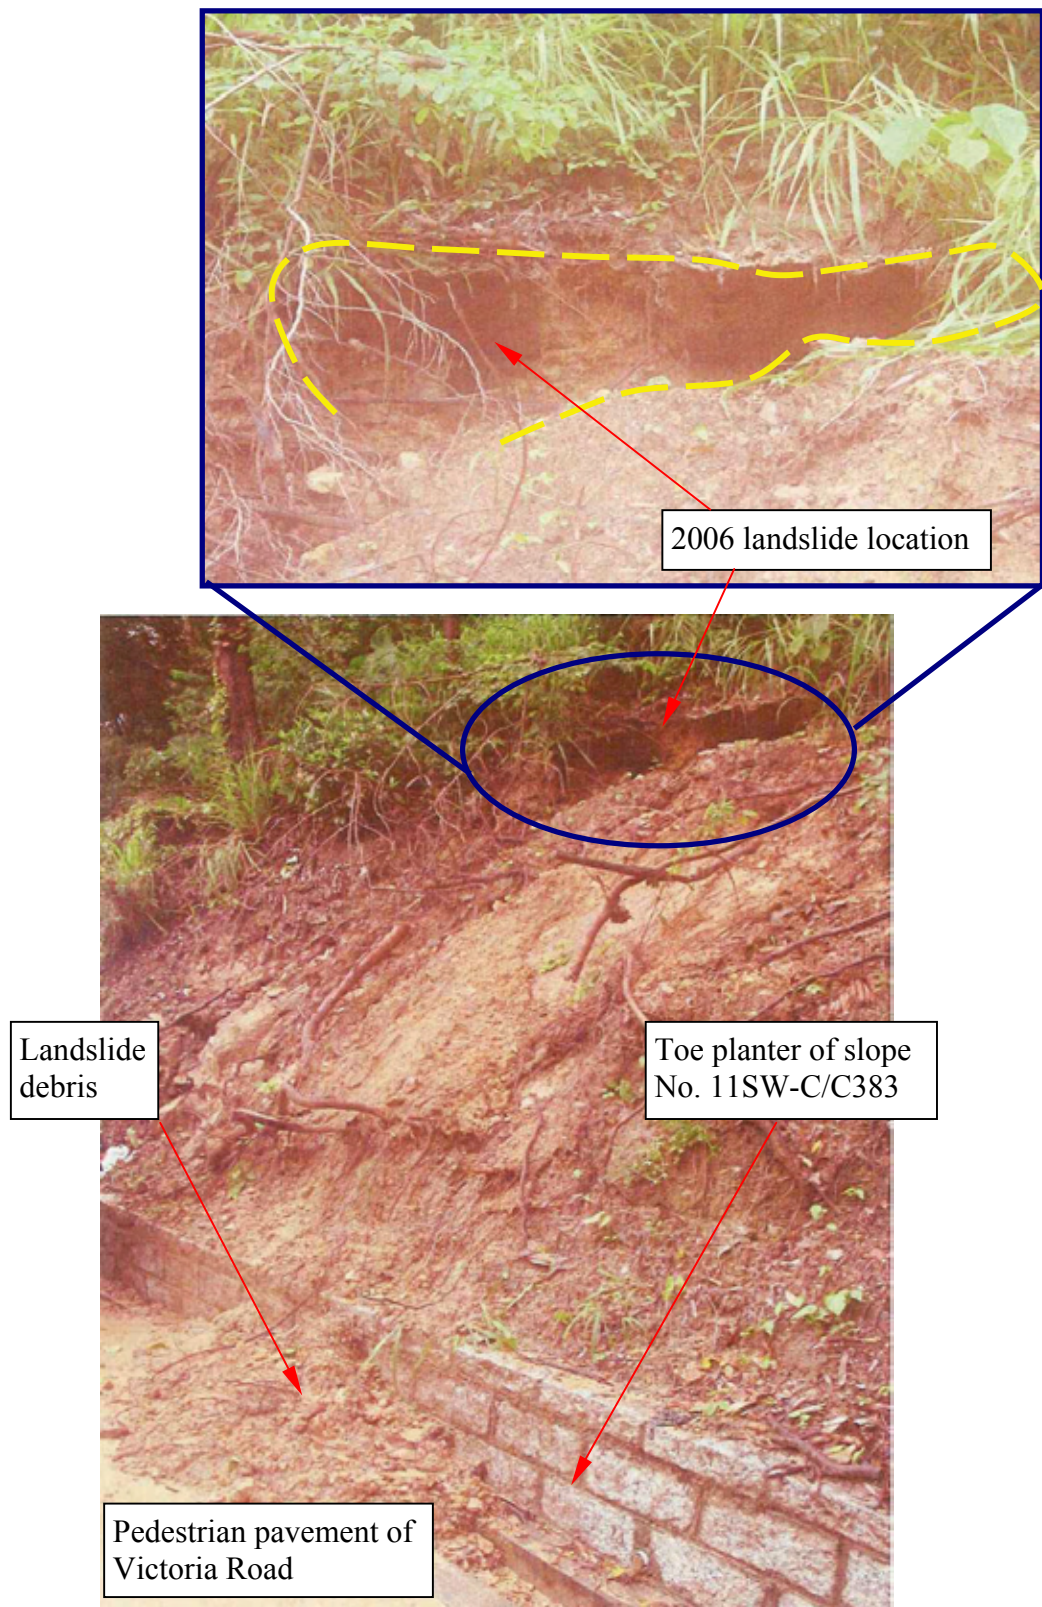 2006 landslide location
Landslide
debris
Toe planter of slope
No. 11SW-C/C383
Pedestrian pavement of
Victoria Road